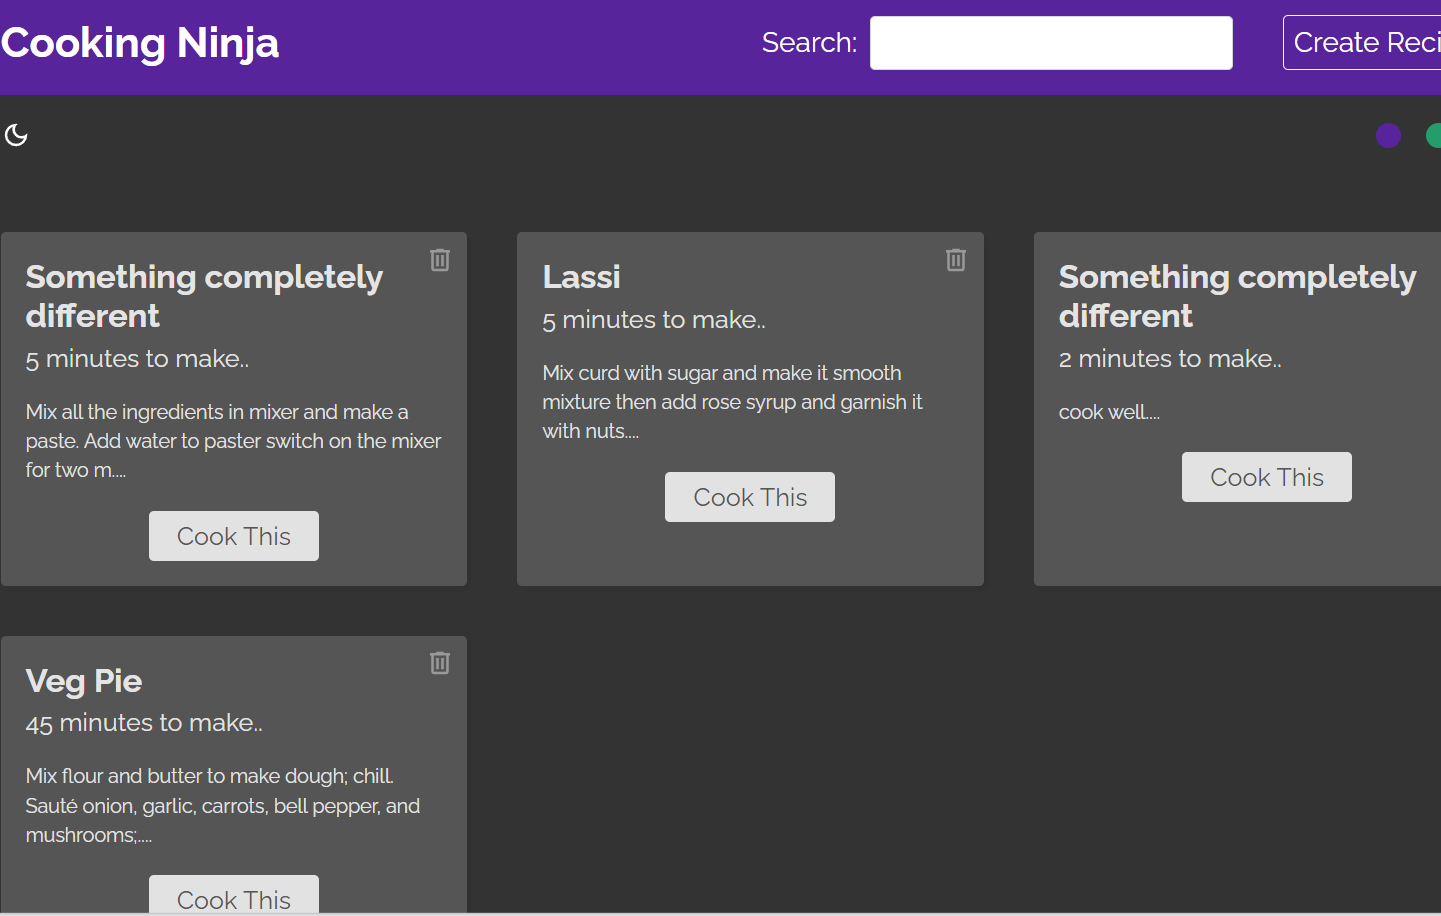 Cooking Ninja
Search:
Create Reci
Something completely
different
5 minutes to make..
Mix all the ingredients in mixer and make a
paste. Add water to paster switch on the mixer
for two m....
Cook This
Lassi
5 minutes to make..
Mix curd with sugar and make it smooth
mixture then add rose syrup and garnish it
with nuts....
Cook This
Something completely
different
2 minutes to make..
cook well....
Cook This
Veg Pie
45 minutes to make..
Mix flour and butter to make dough; chill.
Sauté onion, garlic, carrots, bell pepper, and
mushrooms;....
Cook This